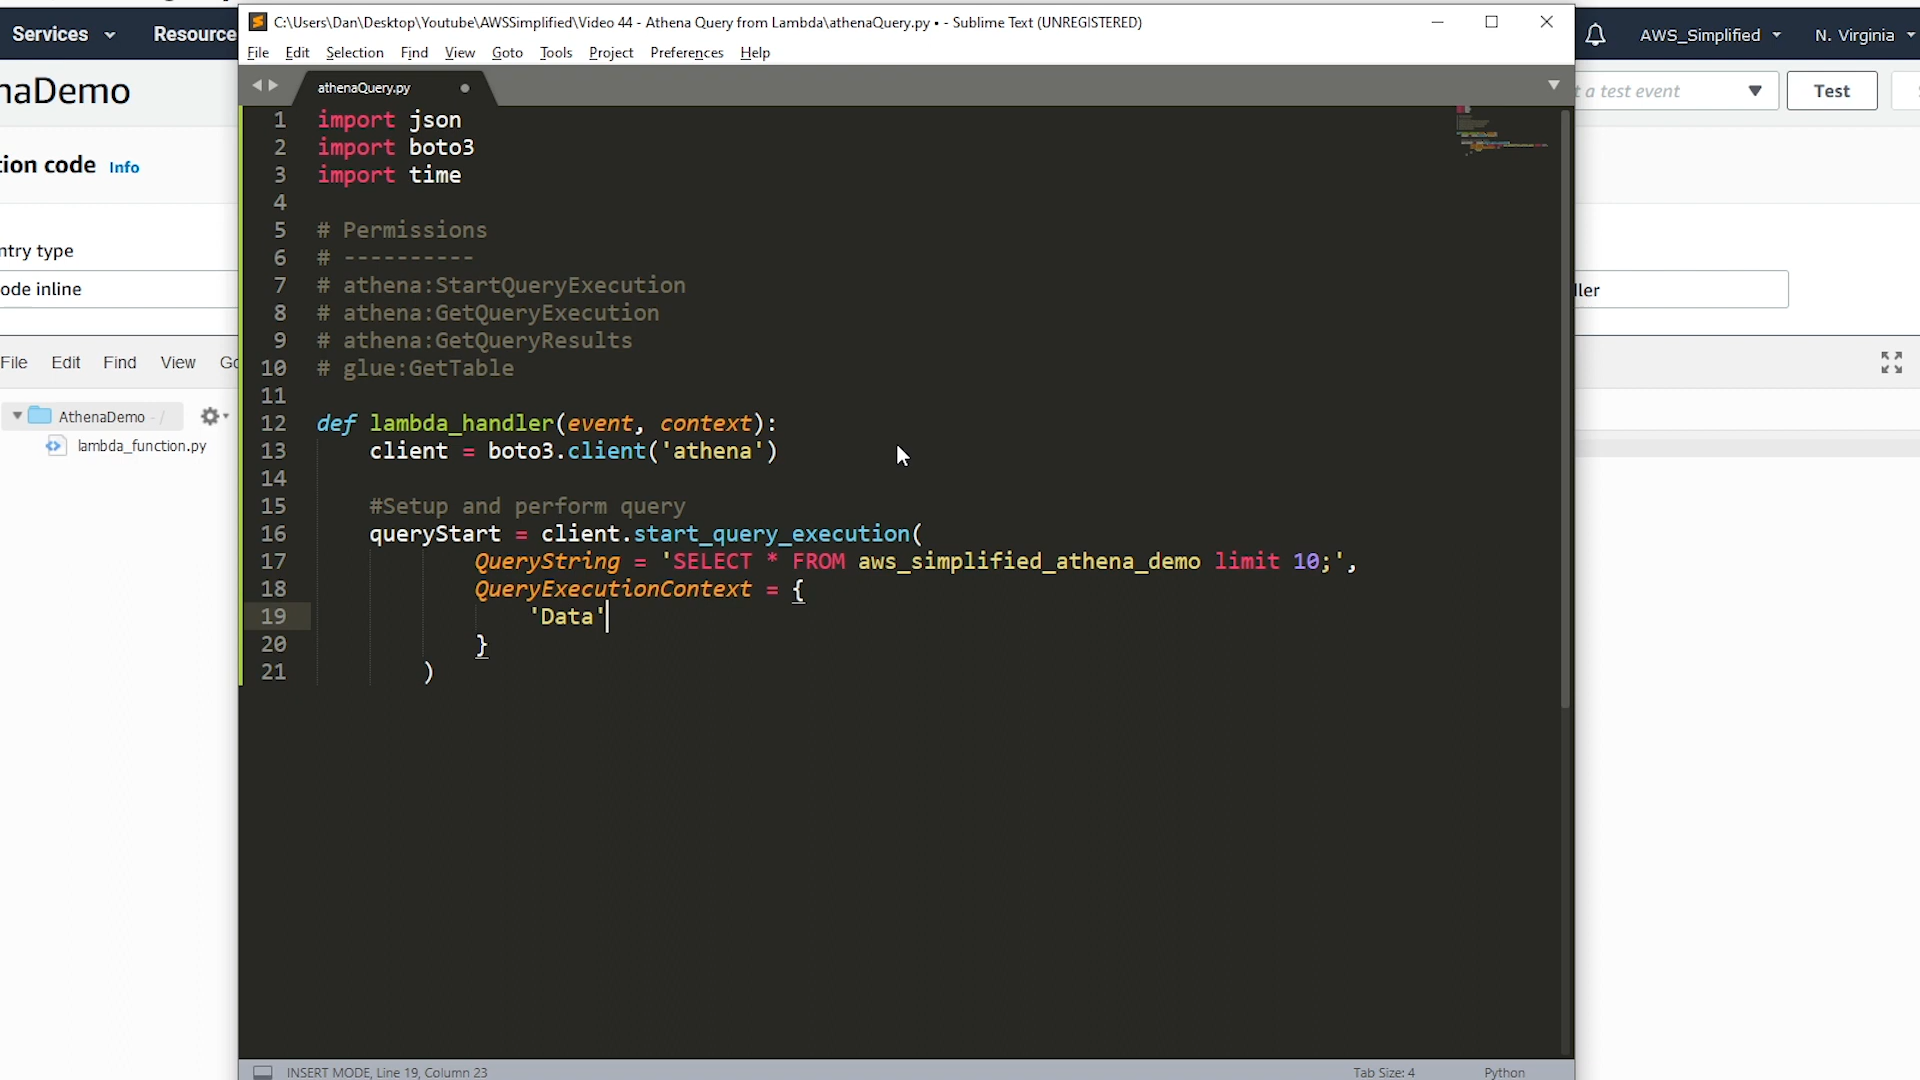 C:\Users\Dan\Desktop\Youtube\AWSSimplified\Video 44 - Athena Query from Lambda\athenaQuery.py • - Sublime Text (UNREGISTERED)
Services
Resource
AWS_Simplified
N. Virginia
File Edit Selection Find View Goto Tools Project Preferences Help
naDemo
athenaQuery.py
t a test event
Test
ion code Info
ntry type
ode inline
ller
File Edit Find View Go
AthenaDemo - /
lambda_function.py
1 import json
2 import boto3
3 import time
4
5 # Permissions
6 # ----------
7 # athena:StartQueryExecution
8 # athena:GetQueryExecution
9 # athena:GetQueryResults
10 # glue:GetTable
11
12 def lambda_handler(event, context):
13 client = boto3.client('athena')
14
15 #Setup and perform query
16 queryStart = client.start_query_execution(
17 QueryString = 'SELECT * FROM aws_simplified_athena_demo limit 10;',
18 QueryExecutionContext = {
19 'Data'
20 }
21 )
INSERT MODE, Line 19, Column 23
Tab Size: 4
Python